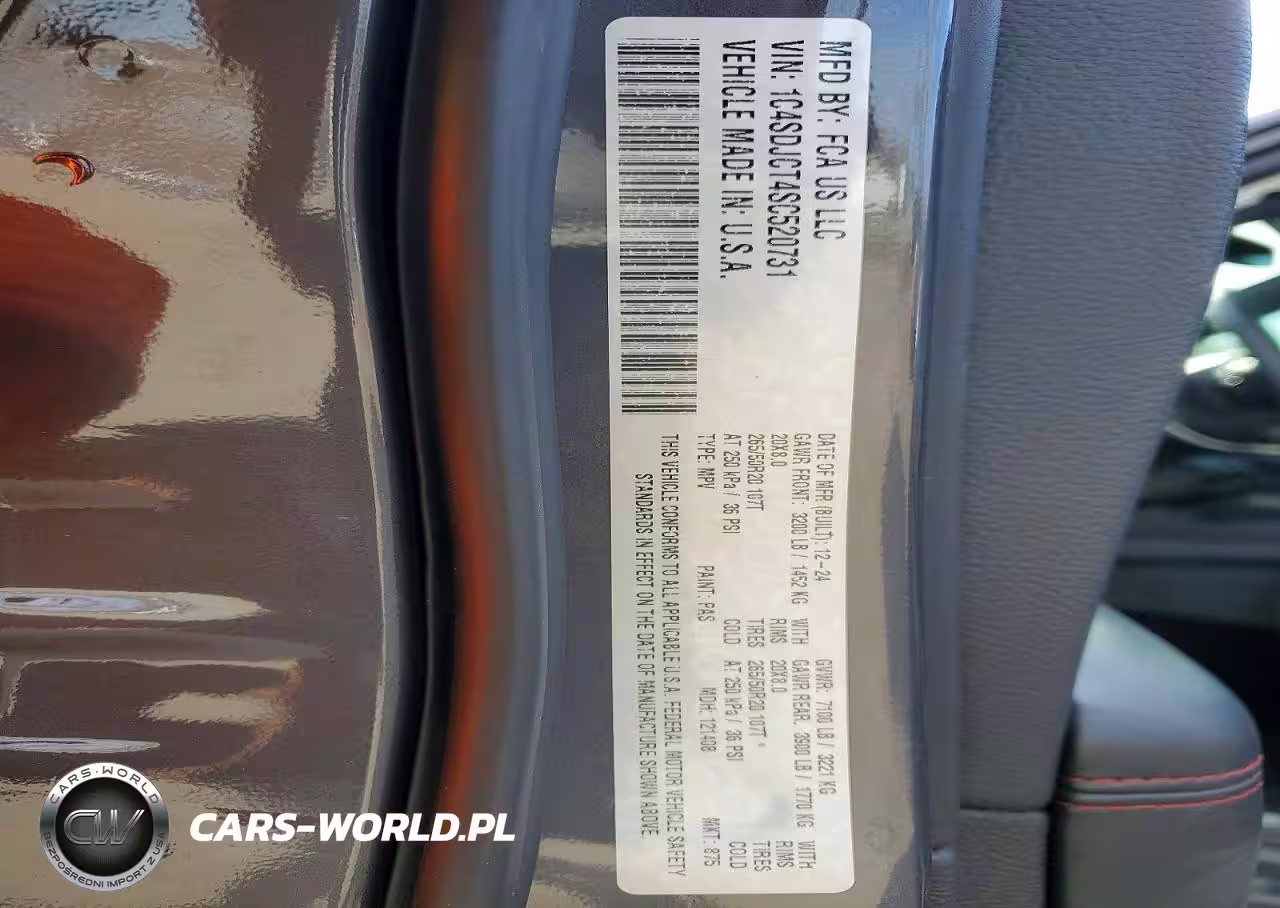 MFD BY: FCA US LLC
VIN: 1C4SDJCT4SC520731
VEHICLE MADE IN: U.S.A.
DATE OF MFR (BUILT): 12-24 GVWR: 7100 LB / 3221 KG
GAWR FRONT: 3200 LB / 1452 KG WITH GAWR REAR: 3900 LB / 1770 KG WITH
20X8.0 RIMS 20X8.0 RIMS
265/50R20 107T TIRES 265/50R20 107T TIRES
AT 250 kPa / 36 PSI COLD AT 250 kPa / 36 PSI COLD
TYPE: MPV PAINT: PAS MDH: 121408 MKT: 875
THIS VEHICLE CONFORMS TO ALL APPLICABLE U.S.A. FEDERAL MOTOR VEHICLE SAFETY
STANDARDS IN EFFECT ON THE DATE OF MANUFACTURE SHOWN ABOVE.
CARS-WORLD
CW
BEZPOŚREDNI IMPORT Z USA
CARS-WORLD.PL